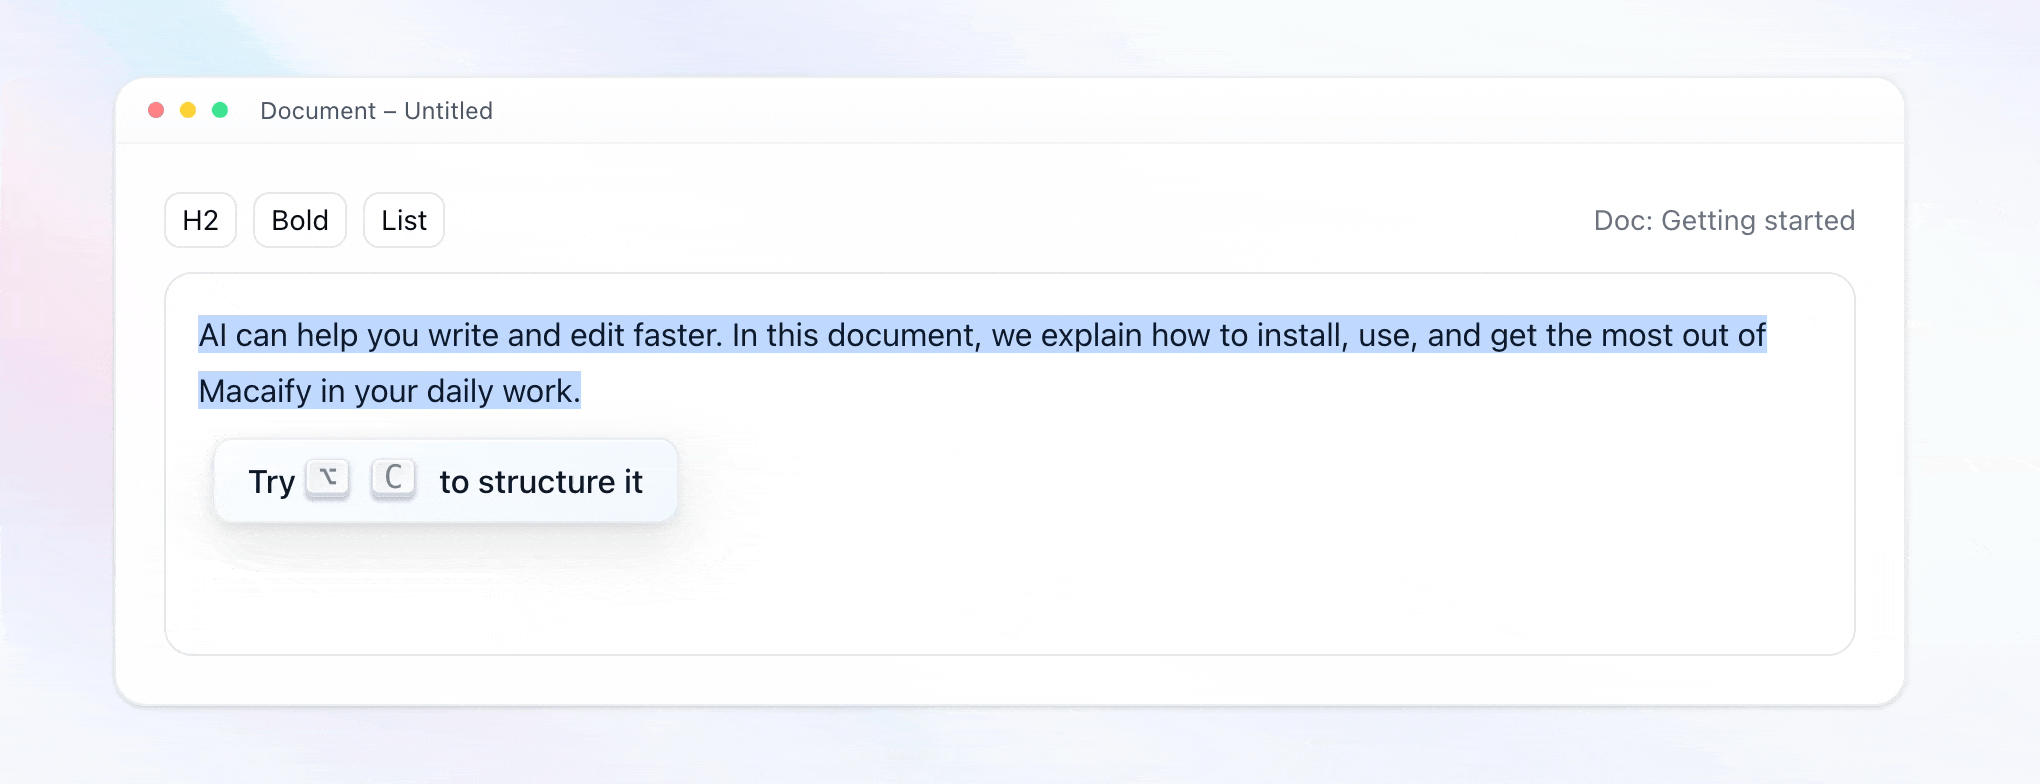 Document – Untitled
H2 Bold List Doc: Getting started
AI can help you write and edit faster. In this document, we explain how to install, use, and get the most out of
Macaify in your daily work.
Try ⌥ C to structure it